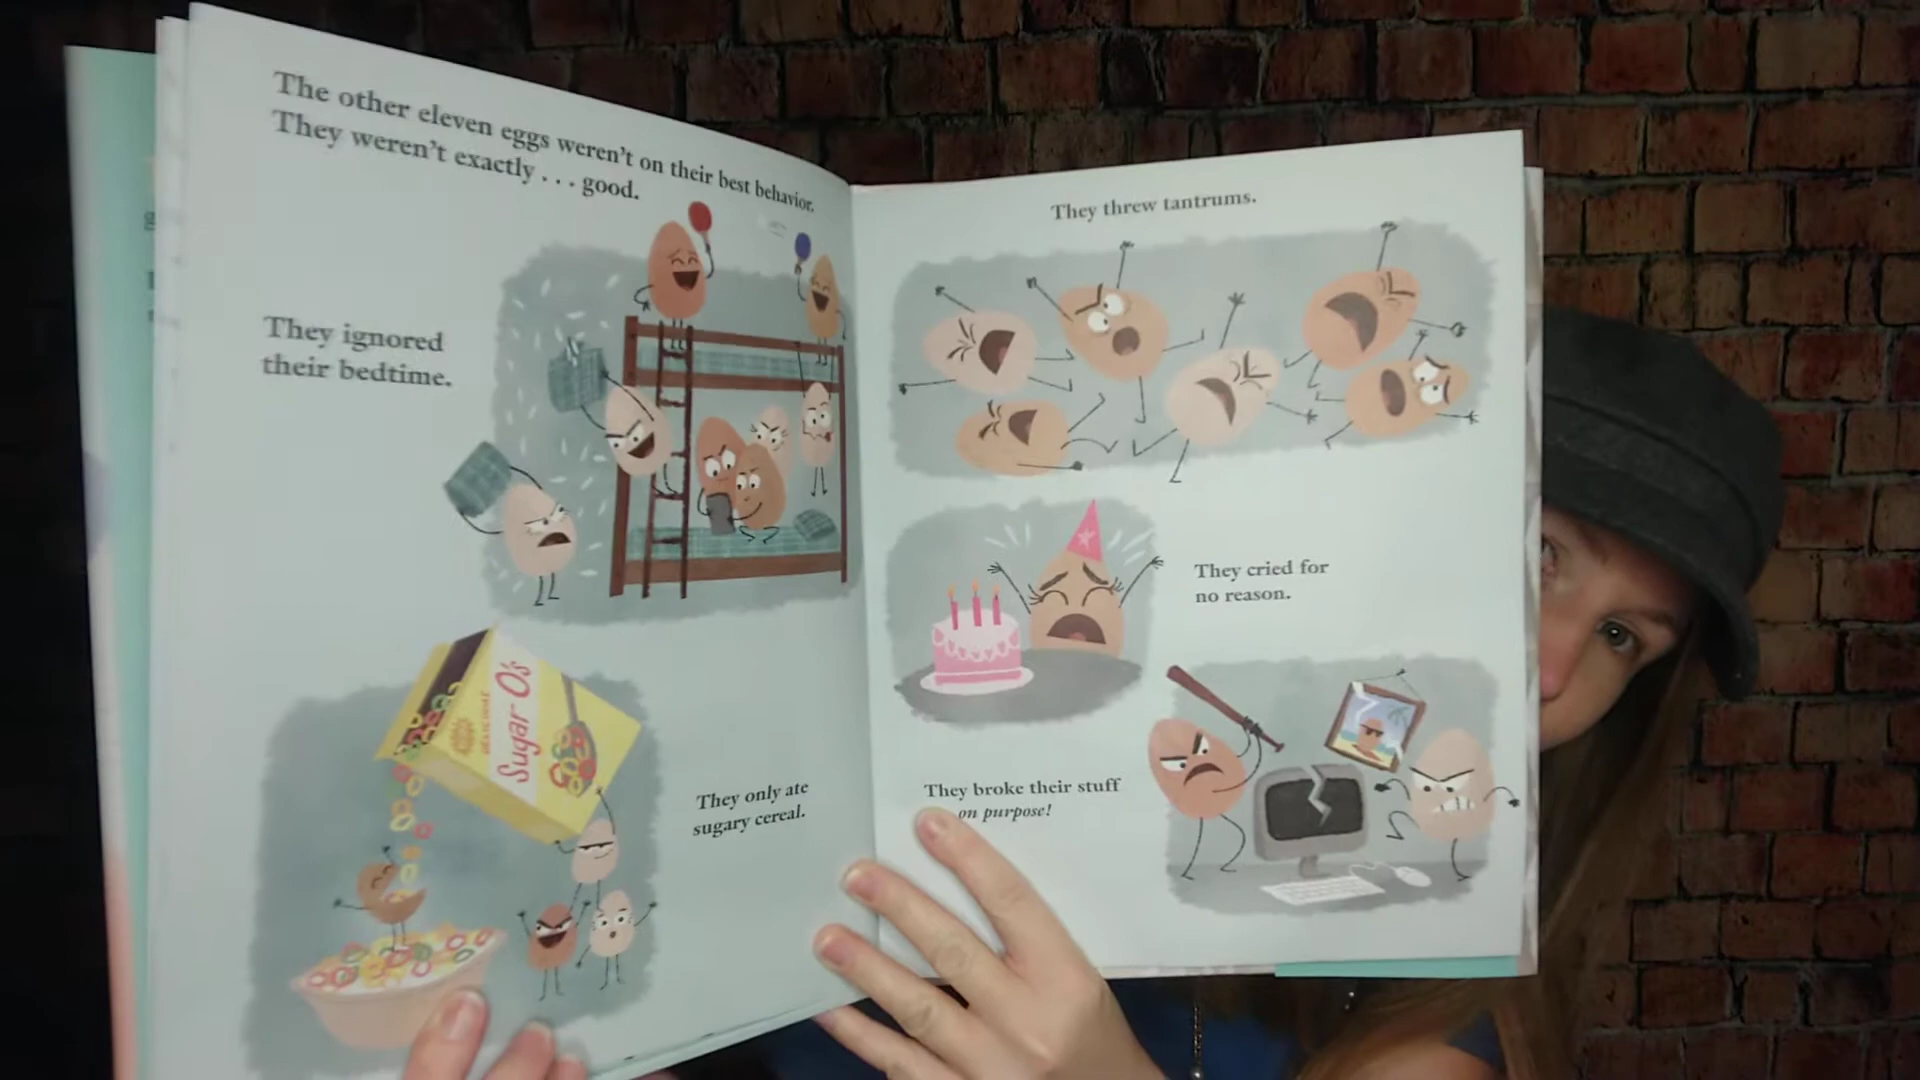 The other eleven eggs weren't on their best behavior.
They weren't exactly . . . good.
They ignored
their bedtime.
Sugar O's
They only ate
sugary cereal.
They threw tantrums.
They cried for
no reason.
They broke their stuff
on purpose!